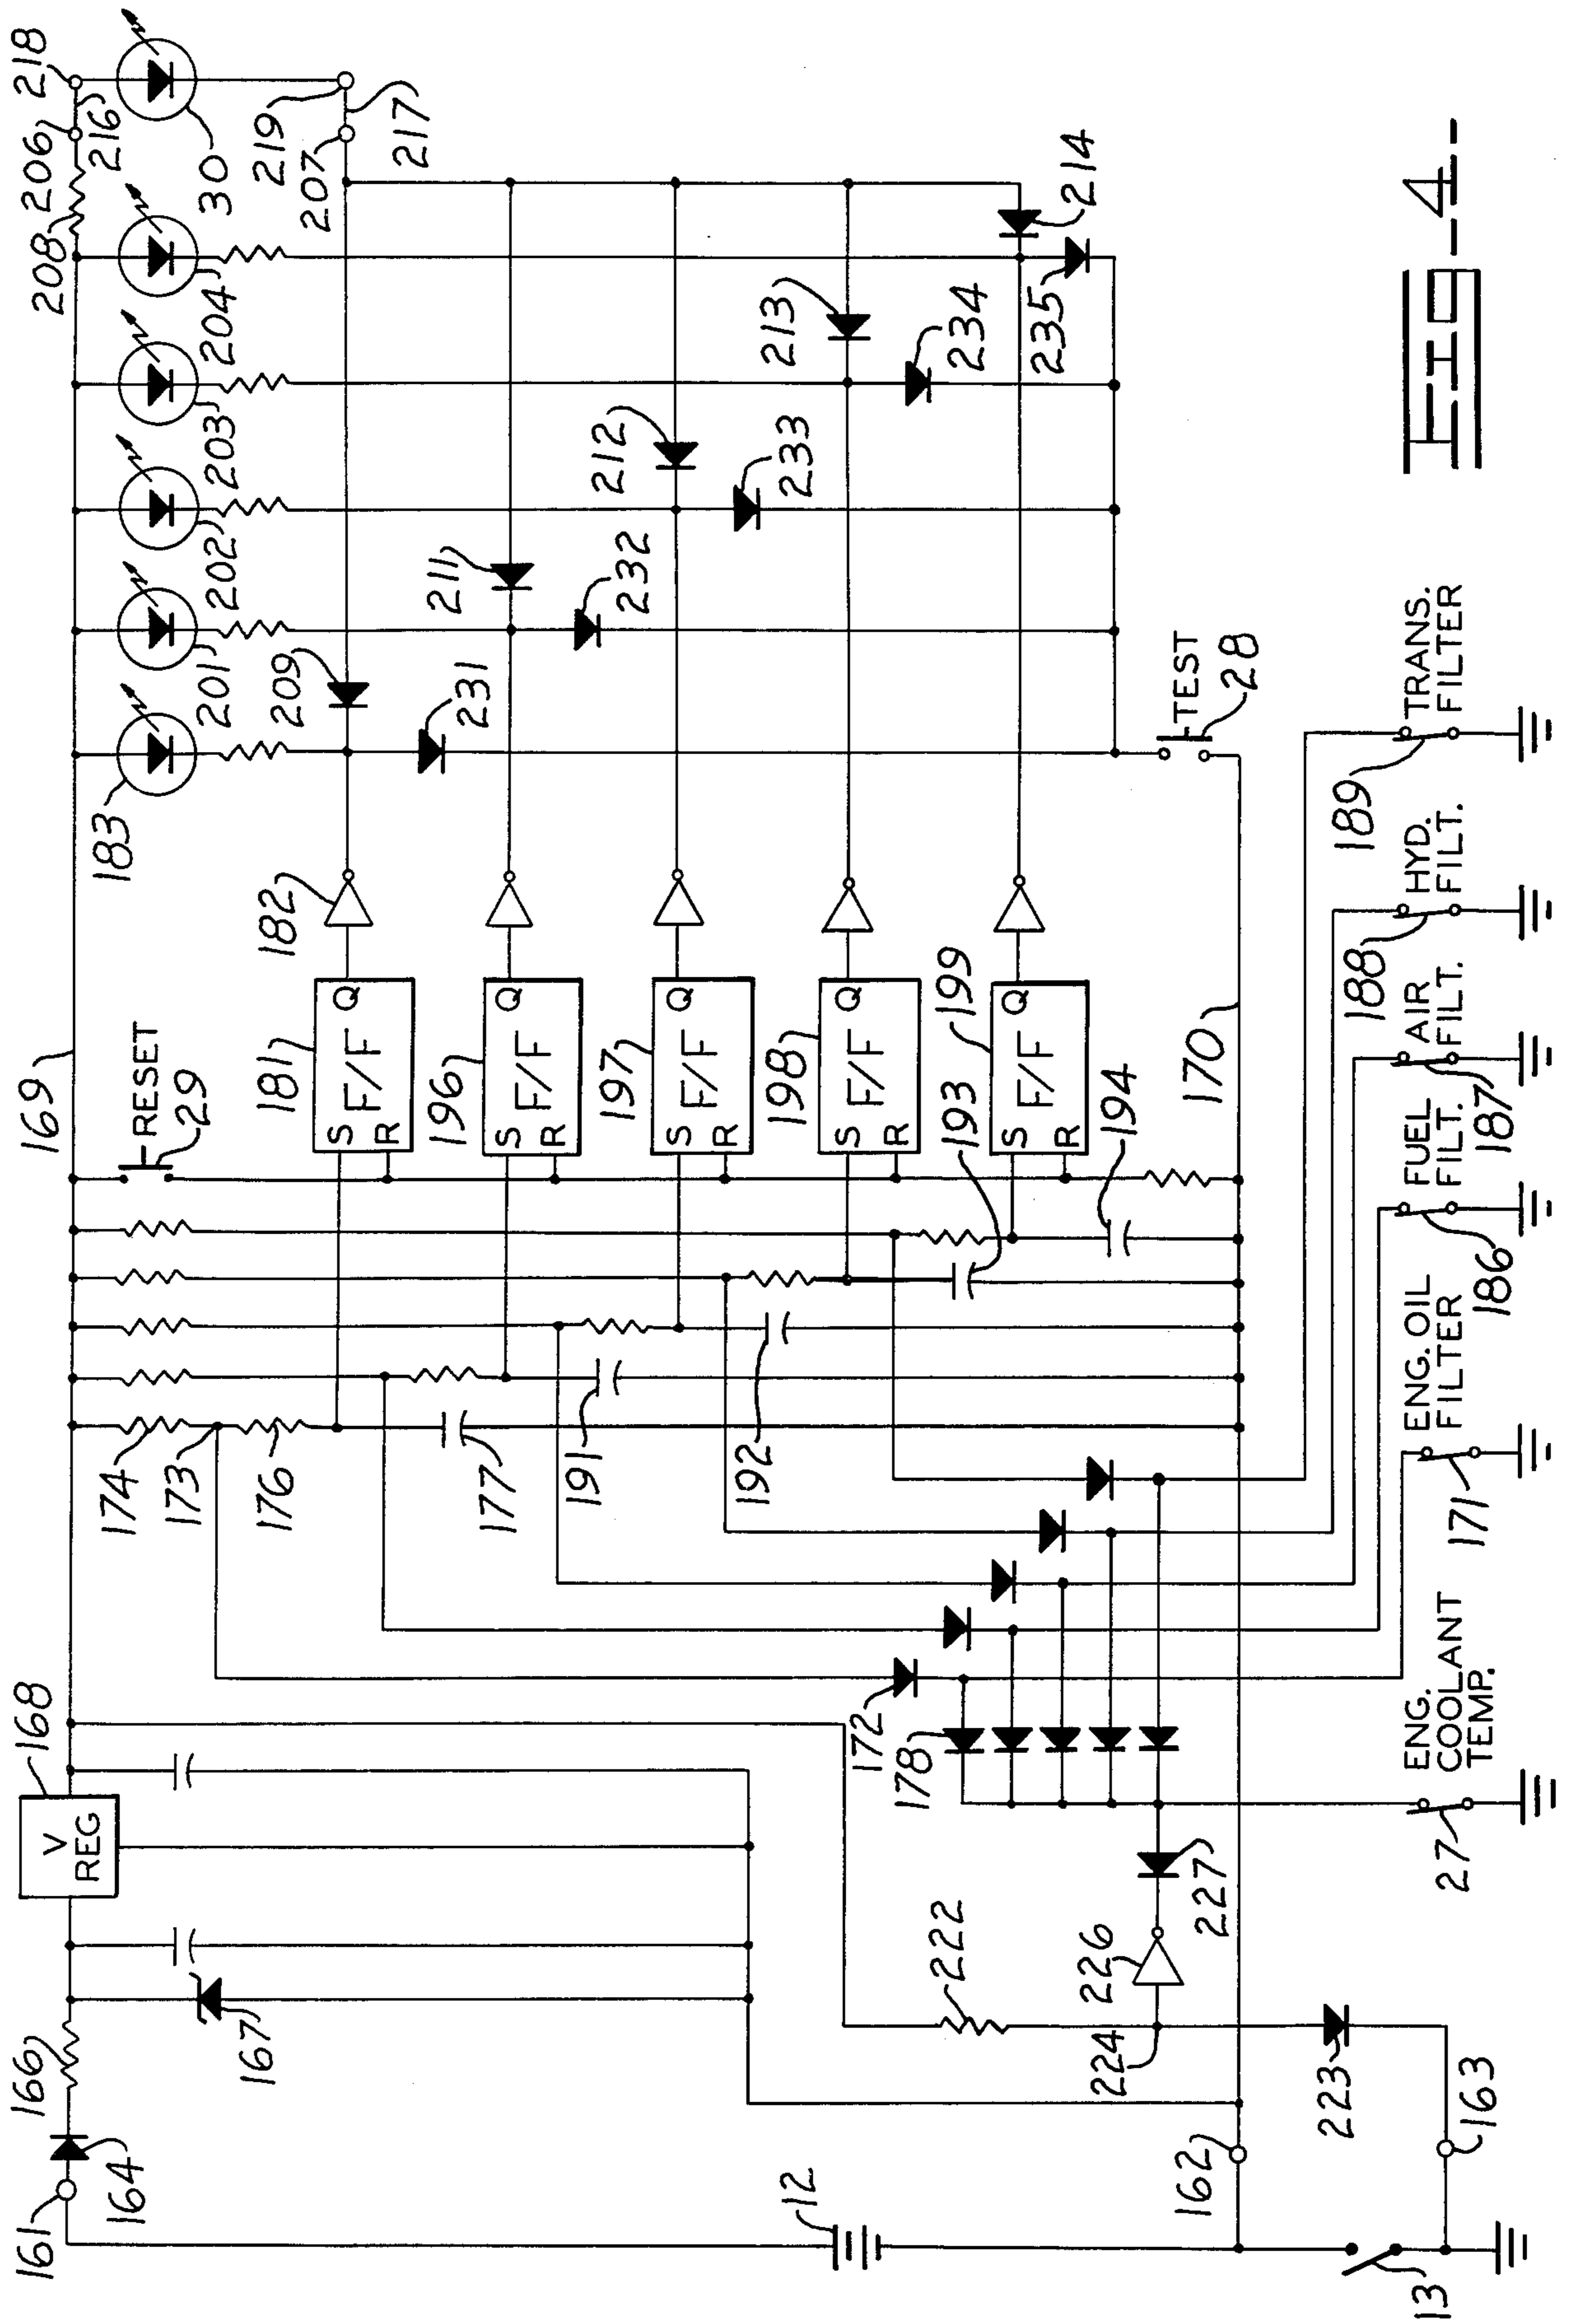 FIG-4-
218
206
216
208
30
219
207
217
204
203
202
201
183
214
235
213
234
212
233
211
232
209
231
TEST
28
182
169
RESET
29
181
S
Q
F/F
R
196
S
Q
F/F
R
197
S
Q
F/F
R
198
S
Q
F/F
R
199
S
Q
F/F
R
193
194
170
174
173
176
177
191
192
168
V
REG
172
178
166
167
161
164
12
222
226
227
224
223
162
163
13
27
ENG.
COOLANT
TEMP.
171
ENG. OIL
FILTER
186
FUEL
FILT.
187
AIR
FILT.
188
HYD.
FILT.
189
TRANS.
FILTER